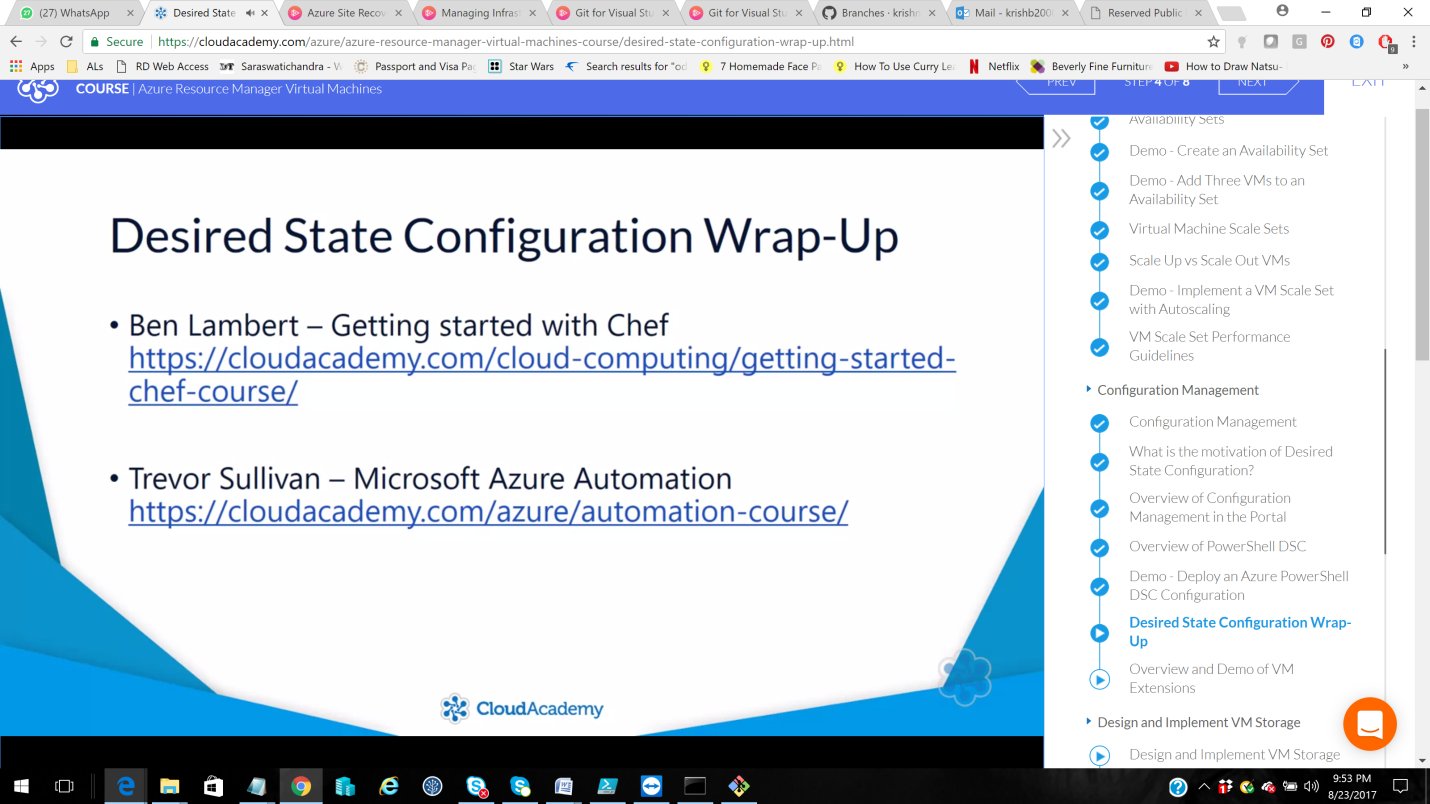 (27) WhatsApp
Desired State
Azure Site Recov
Managing Infras
Git for Visual Stu
Git for Visual Stu
Branches · krishn
Mail - krishb200
Reserved Public
Secure
https://cloudacademy.com/azure/azure-resource-manager-virtual-machines-course/desired-state-configuration-wrap-up.html
Apps
ALs
RD Web Access
Saraswatichandra - W
Passport and Visa Pag
Star Wars
Search results for "od
7 Homemade Face Pa
How To Use Curry Lea
Netflix
Beverly Fine Furniture
How to Draw Natsu-
COURSE | Azure Resource Manager Virtual Machines
PREV
STEP 4 OF 8
NEXT
EXIT
Desired State Configuration Wrap-Up
• Ben Lambert – Getting started with Chef
https://cloudacademy.com/cloud-computing/getting-started-
chef-course/
• Trevor Sullivan – Microsoft Azure Automation
https://cloudacademy.com/azure/automation-course/
CloudAcademy
Availability Sets
Demo - Create an Availability Set
Demo - Add Three VMs to an
Availability Set
Virtual Machine Scale Sets
Scale Up vs Scale Out VMs
Demo - Implement a VM Scale Set
with Autoscaling
VM Scale Set Performance
Guidelines
Configuration Management
Configuration Management
What is the motivation of Desired
State Configuration?
Overview of Configuration
Management in the Portal
Overview of PowerShell DSC
Demo - Deploy an Azure PowerShell
DSC Configuration
Desired State Configuration Wrap-
Up
Overview and Demo of VM
Extensions
Design and Implement VM Storage
Design and Implement VM Storage
9:53 PM
8/23/2017